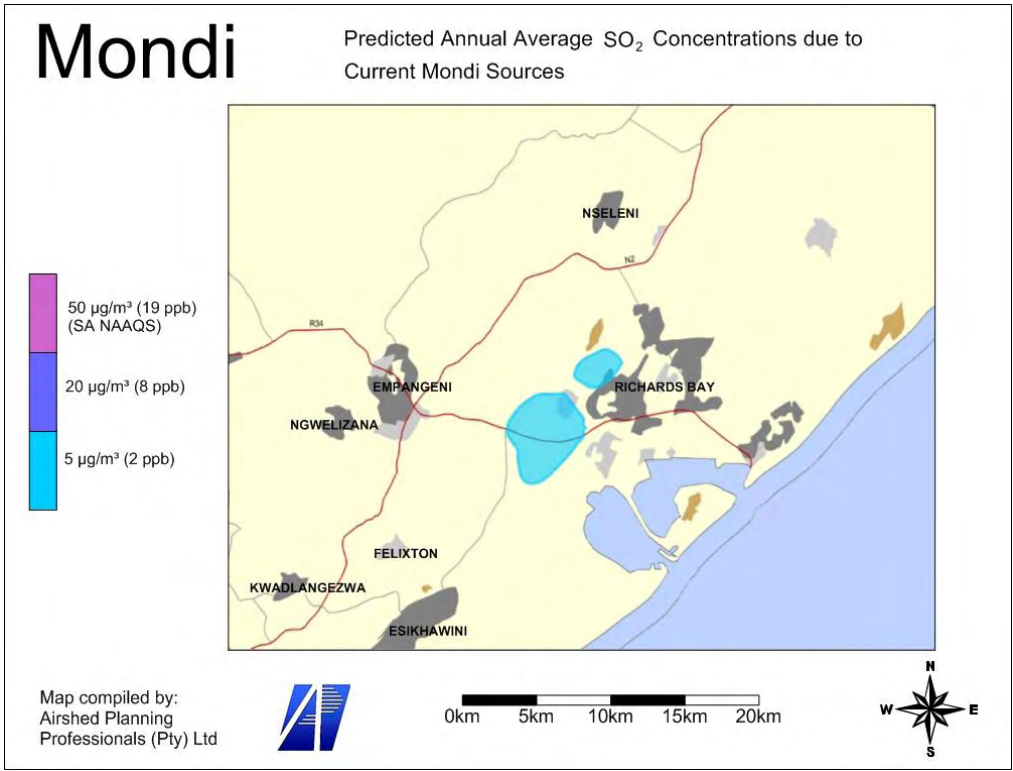 Mondi
Predicted Annual Average SO₂ Concentrations due to
Current Mondi Sources
50 µg/m³ (19 ppb)
(SA NAAQS)
20 µg/m³ (8 ppb)
5 µg/m³ (2 ppb)
NSELENI
N2
R34
EMPANGENI
RICHARDS BAY
NGWELIZANA
FELIXTON
KWADLANGEZWA
ESIKHAWINI
Map compiled by:
Airshed Planning
Professionals (Pty) Ltd
0km 5km 10km 15km 20km
N
W E
S